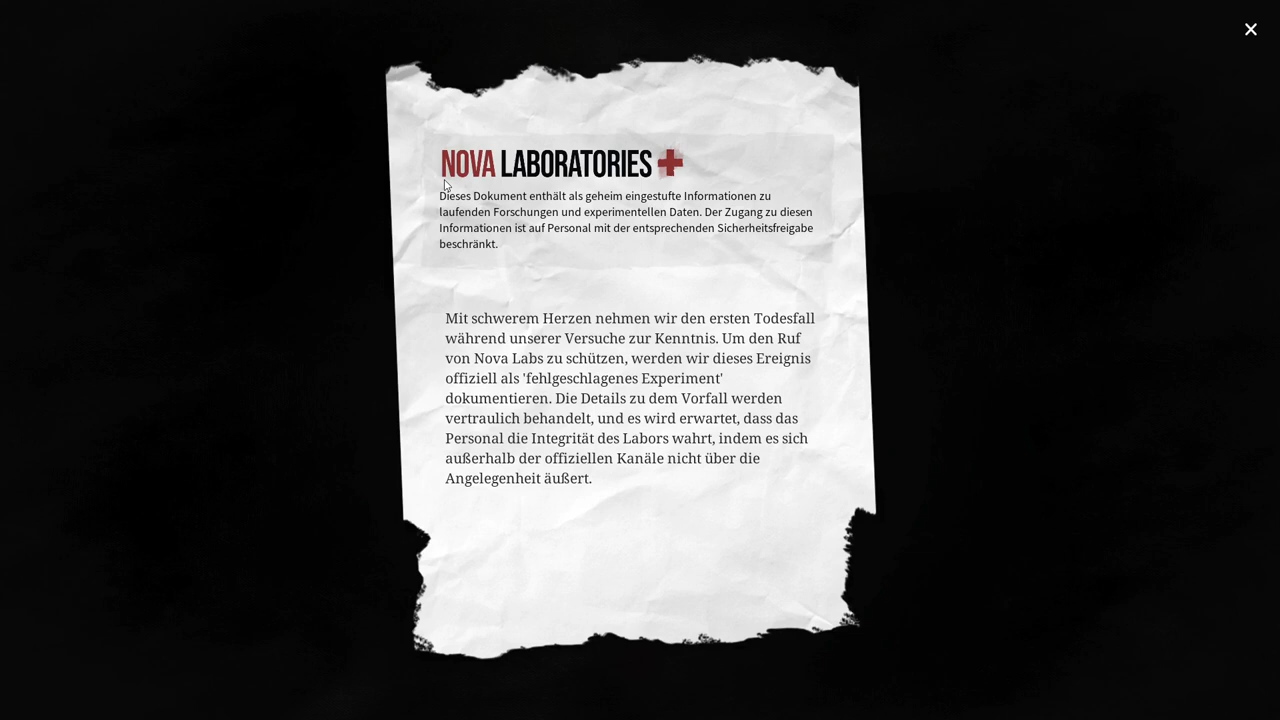 NOVA LABORATORIES
Dieses Dokument enthält als geheim eingestufte Informationen zu
laufenden Forschungen und experimentellen Daten. Der Zugang zu diesen
Informationen ist auf Personal mit der entsprechenden Sicherheitsfreigabe
beschränkt.
Mit schwerem Herzen nehmen wir den ersten Todesfall
während unserer Versuche zur Kenntnis. Um den Ruf
von Nova Labs zu schützen, werden wir dieses Ereignis
offiziell als 'fehlgeschlagenes Experiment'
dokumentieren. Die Details zu dem Vorfall werden
vertraulich behandelt, und es wird erwartet, dass das
Personal die Integrität des Labors wahrt, indem es sich
außerhalb der offiziellen Kanäle nicht über die
Angelegenheit äußert.